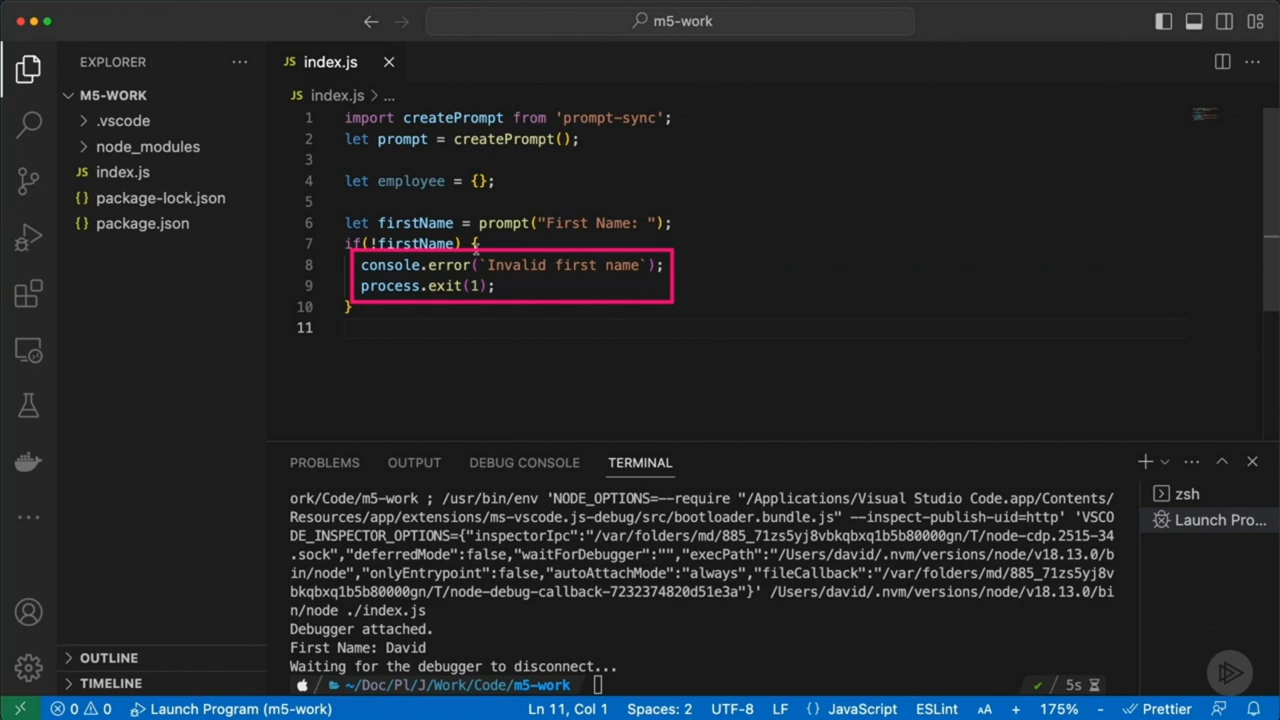 m5-work
EXPLORER
M5-WORK
.vscode
node_modules
JS index.js
{} package-lock.json
{} package.json
OUTLINE
TIMELINE
JS index.js
JS index.js > ...
1 import createPrompt from 'prompt-sync';
2 let prompt = createPrompt();
3
4 let employee = {};
5
6 let firstName = prompt("First Name: ");
7 if(!firstName) {
8 console.error(`Invalid first name`);
9 process.exit(1);
10 }
11
PROBLEMS OUTPUT DEBUG CONSOLE TERMINAL
ork/Code/m5-work ; /usr/bin/env 'NODE_OPTIONS=--require "/Applications/Visual Studio Code.app/Contents/
Resources/app/extensions/ms-vscode.js-debug/src/bootloader.bundle.js" --inspect-publish-uid=http' 'VSC
ODE_INSPECTOR_OPTIONS={"inspectorIpc":"/var/folders/md/885_71zs5yj8vbkqbxq1b5b80000gn/T/node-cdp.2515-34
.sock","deferredMode":false,"waitForDebugger":"","execPath":"/Users/david/.nvm/versions/node/v18.13.0/b
in/node","onlyEntrypoint":false,"autoAttachMode":"always","fileCallback":"/var/folders/md/885_71zs5yj8v
bkqbxq1b5b80000gn/T/node-debug-callback-7232374820d51e3a"}' /Users/david/.nvm/versions/node/v18.13.0/bi
n/node ./index.js
Debugger attached.
First Name: David
Waiting for the debugger to disconnect...
~/Doc/Pl/J/Work/Code/m5-work
5s
zsh
Launch Pro...
0 0 Launch Program (m5-work) Ln 11, Col 1 Spaces: 2 UTF-8 LF {} JavaScript ESLint AA + 175% - Prettier